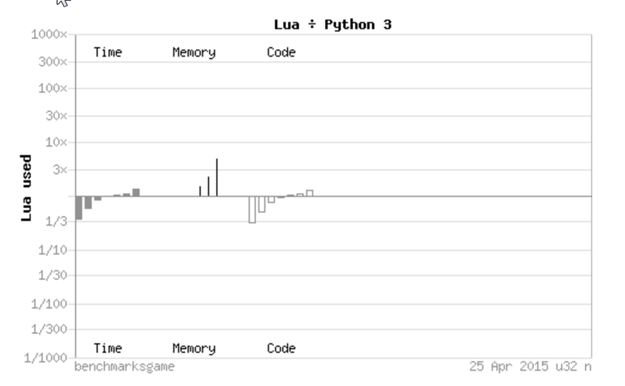 Lua ÷ Python 3
1000×
Time Memory Code
300×
100×
30×
10×
3×
Lua used
1/3
1/10
1/30
1/100
1/300
Time Memory Code
1/1000
benchmarksgame 25 Apr 2015 u32 n